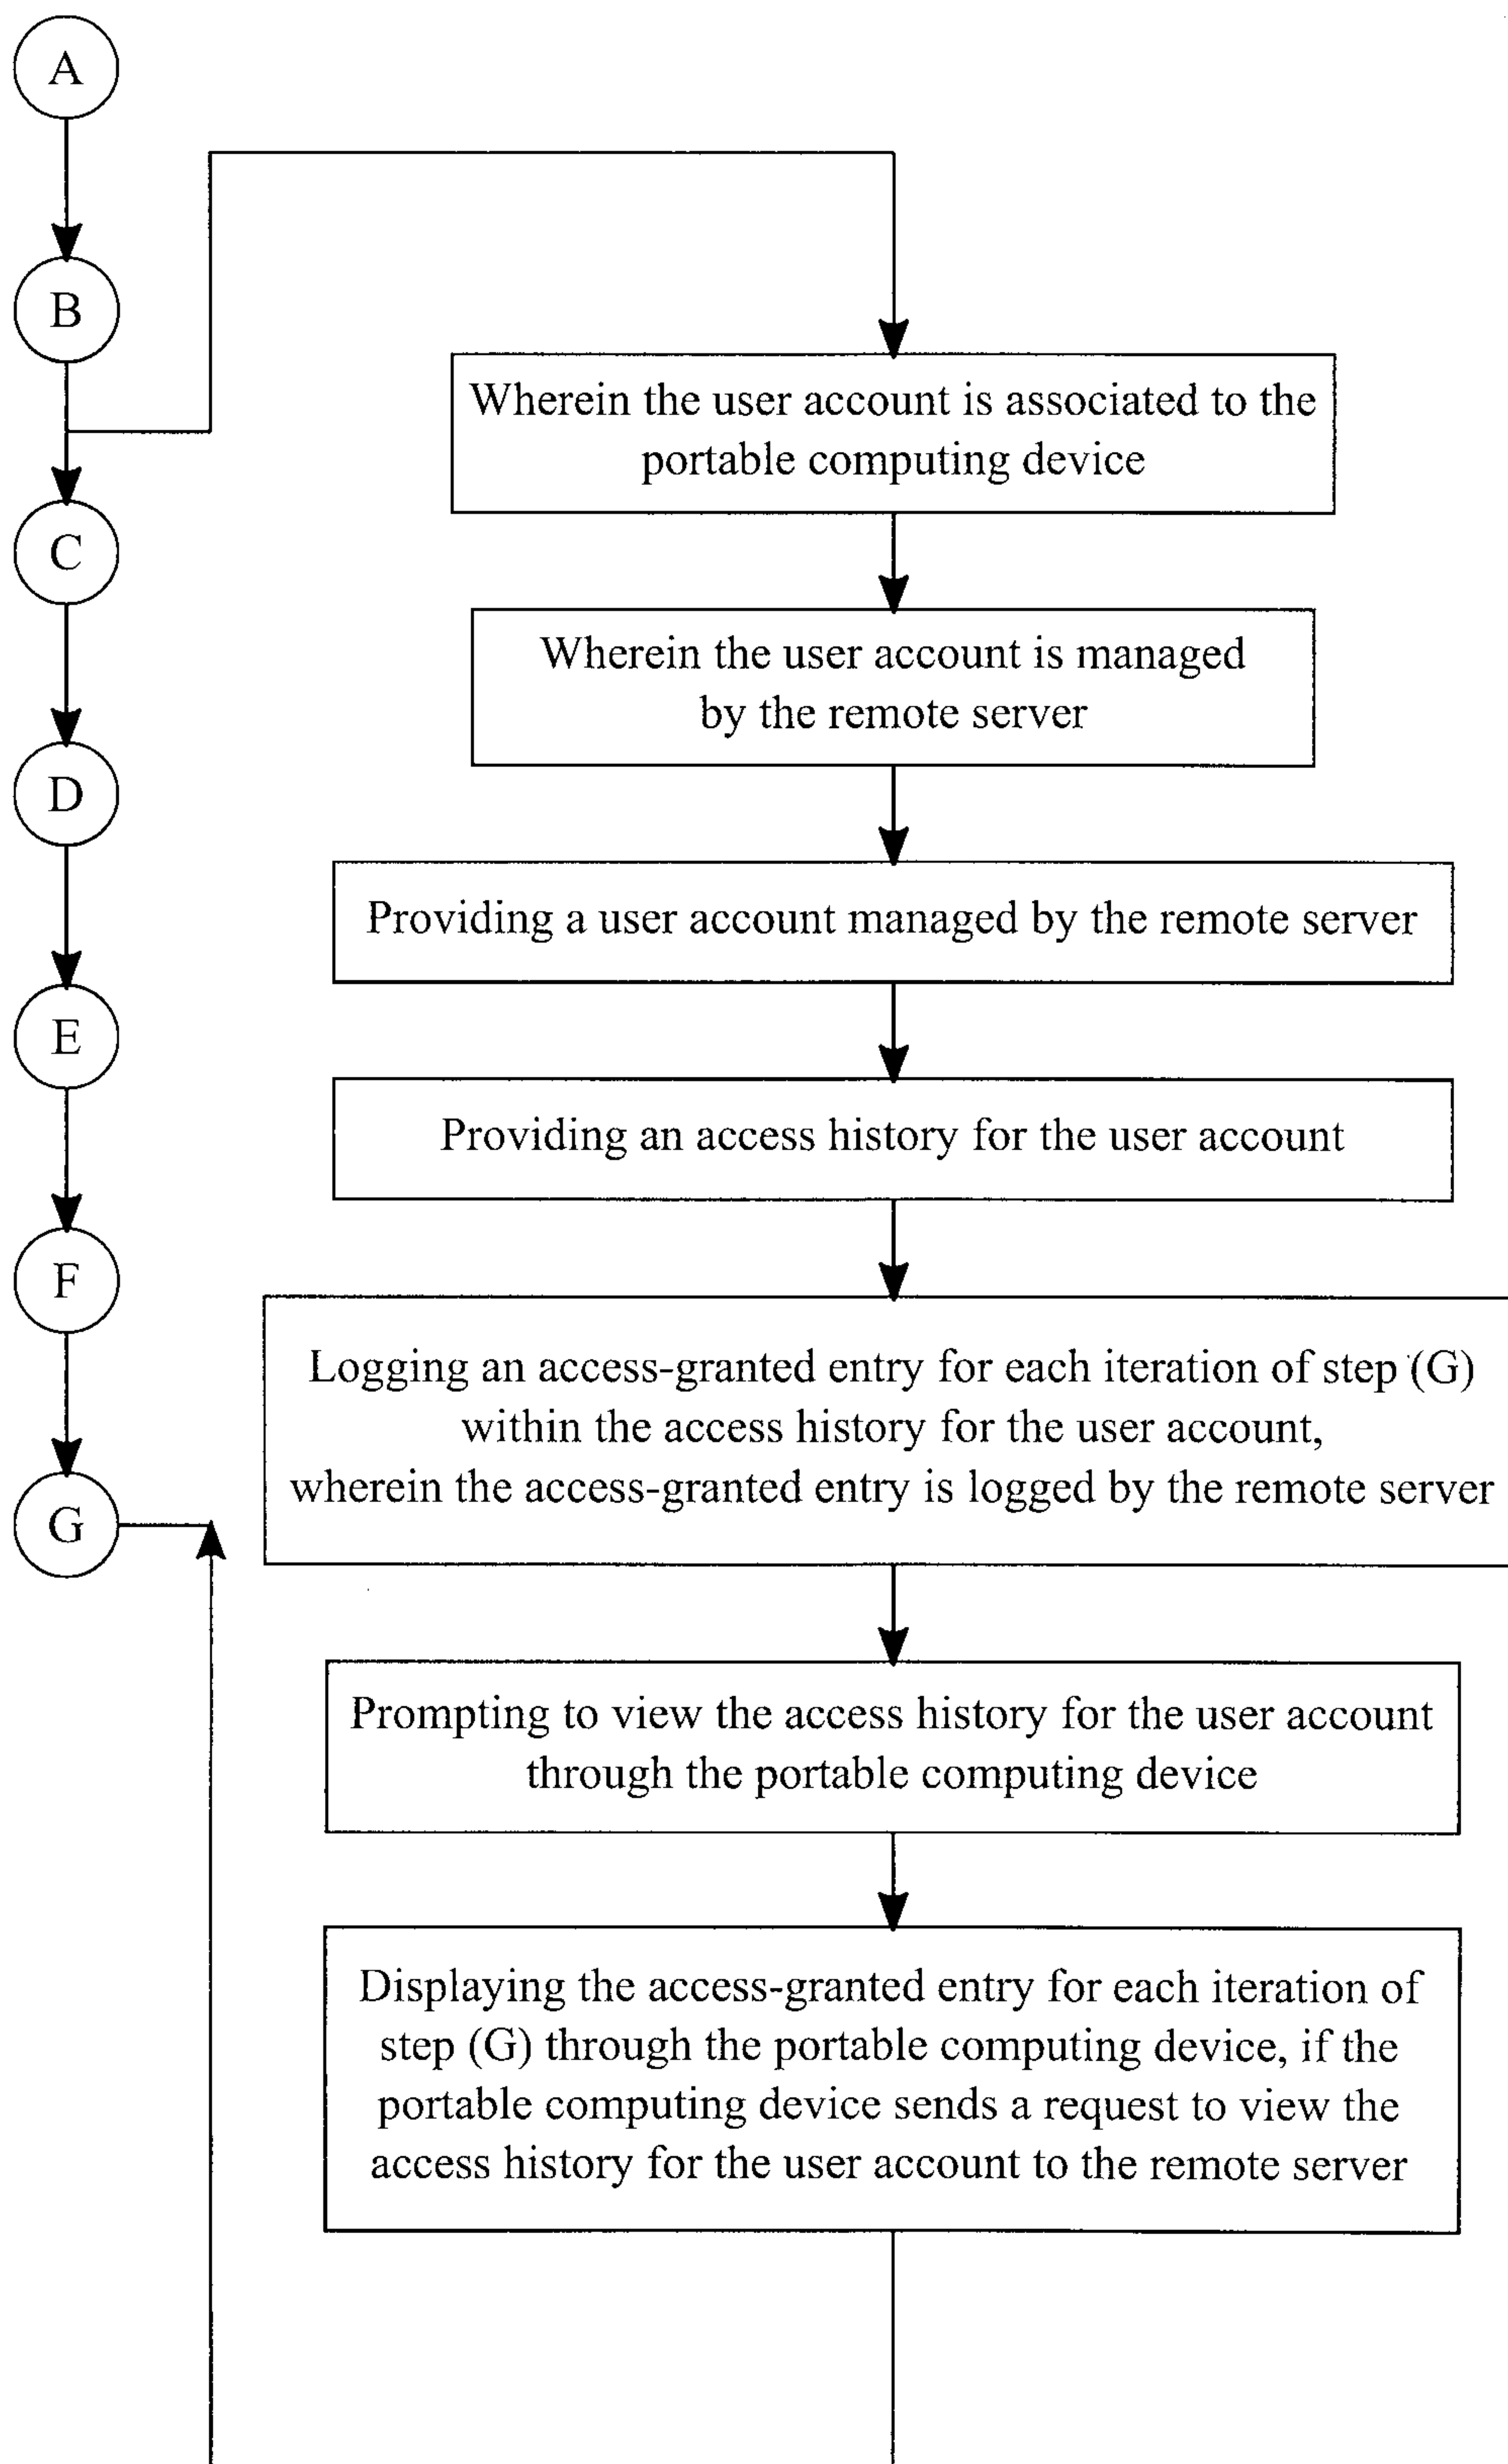 A
B
C
D
E
F
G
Wherein the user account is associated to the
portable computing device
Wherein the user account is managed
by the remote server
Providing a user account managed by the remote server
Providing an access history for the user account
Logging an access-granted entry for each iteration of step (G)
within the access history for the user account,
wherein the access-granted entry is logged by the remote server
Prompting to view the access history for the user account
through the portable computing device
Displaying the access-granted entry for each iteration of
step (G) through the portable computing device, if the
portable computing device sends a request to view the
access history for the user account to the remote server